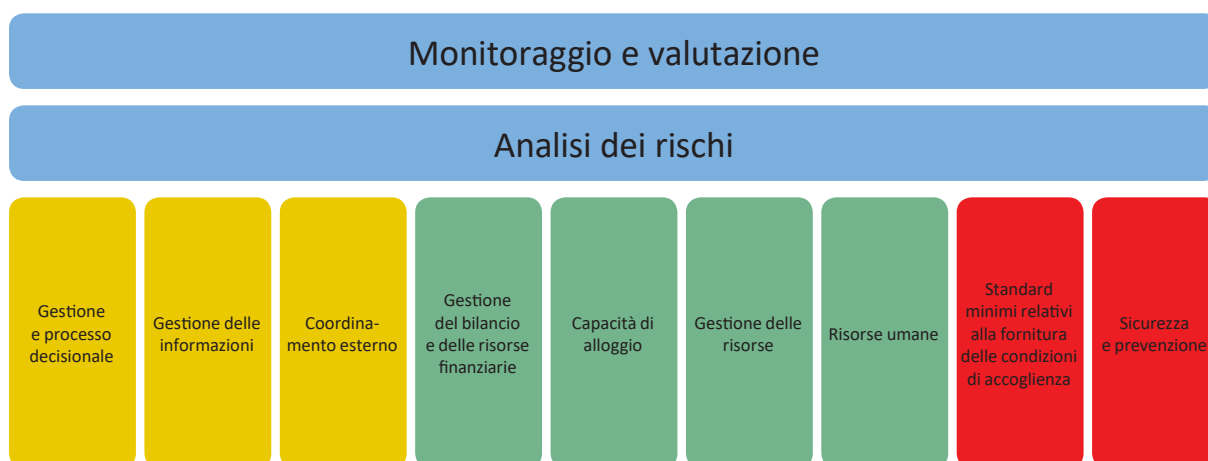 Monitoraggio e valutazione
Analisi dei rischi
Gestione
e processo
decisionale
Gestione delle
informazioni
Coordina-
mento esterno
Gestione
del bilancio
e delle risorse
finanziarie
Capacità di
alloggio
Gestione delle
risorse
Risorse umane
Standard
minimi relativi
alla fornitura
delle condizioni
di accoglienza
Sicurezza
e prevenzione